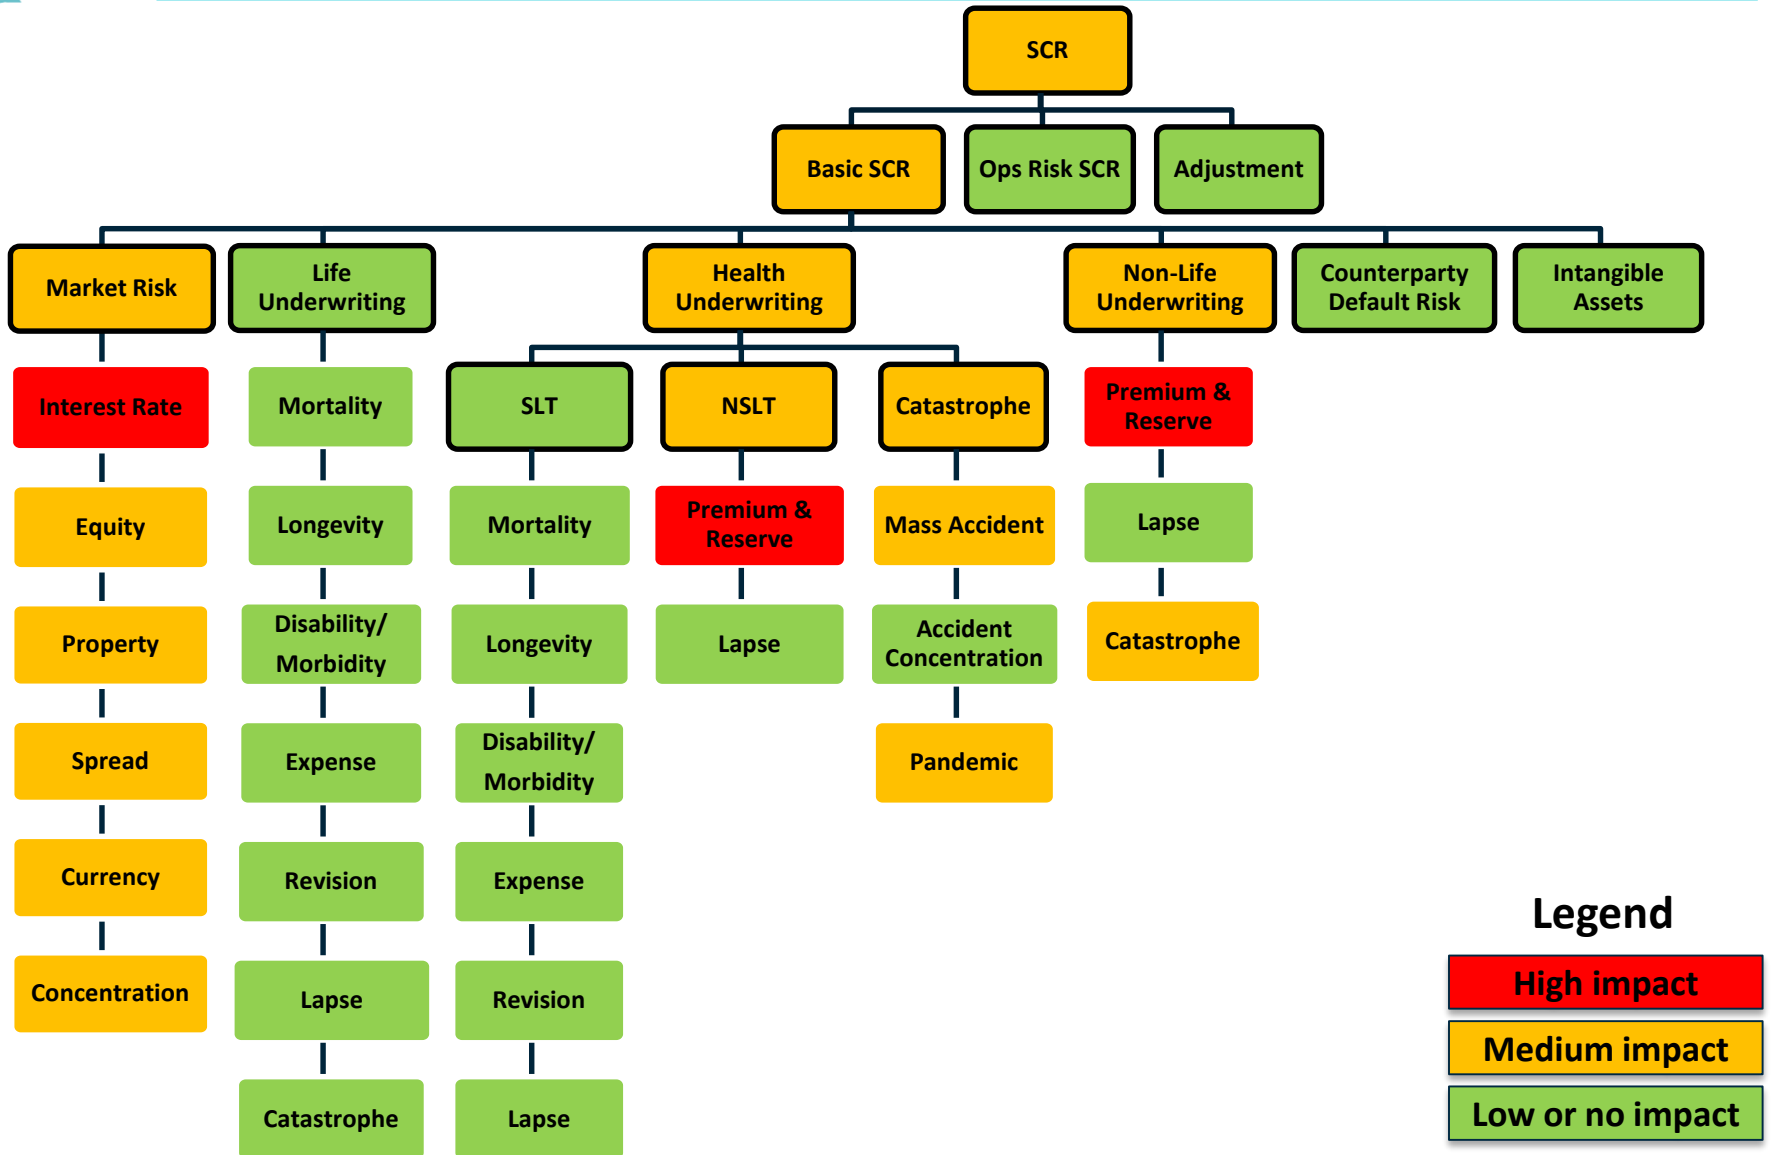 SCR
Basic SCR
Ops Risk SCR
Adjustment
Market Risk
Life
Underwriting
Health
Underwriting
Non-Life
Underwriting
Counterparty
Default Risk
Intangible
Assets
Interest Rate
Equity
Property
Spread
Currency
Concentration
Mortality
Longevity
Disability/
Morbidity
Expense
Revision
Lapse
Catastrophe
SLT
Mortality
Longevity
Disability/
Morbidity
Expense
Revision
Lapse
NSLT
Premium &
Reserve
Lapse
Catastrophe
Mass Accident
Accident
Concentration
Pandemic
Premium &
Reserve
Lapse
Catastrophe
Legend
High impact
Medium impact
Low or no impact